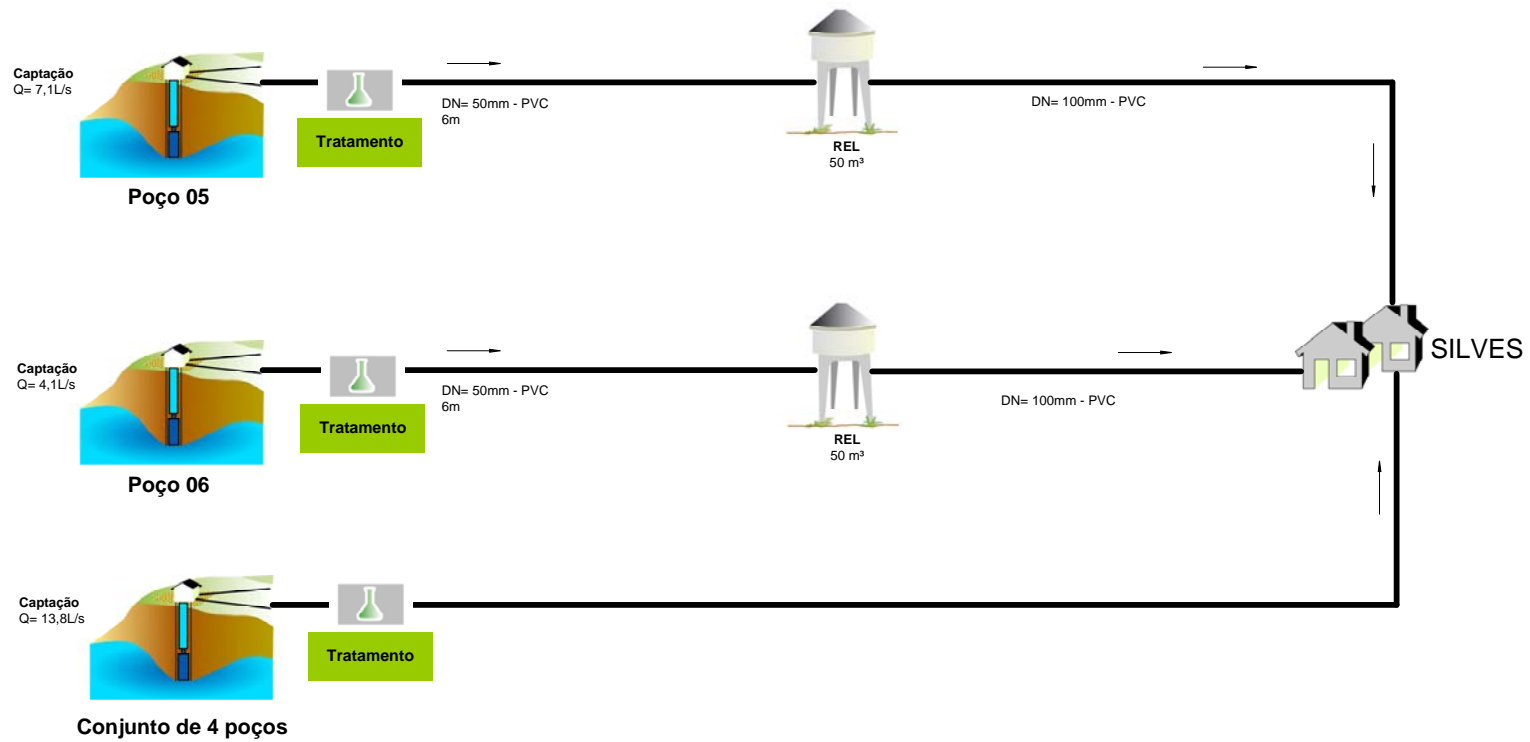 Captação
Q= 7,1L/s
Tratamento
DN= 50mm - PVC
6m
REL
50 m³
DN= 100mm - PVC
Poço 05
Captação
Q= 4,1L/s
Tratamento
DN= 50mm - PVC
6m
REL
50 m³
DN= 100mm - PVC
SILVES
Poço 06
Captação
Q= 13,8L/s
Tratamento
Conjunto de 4 poços